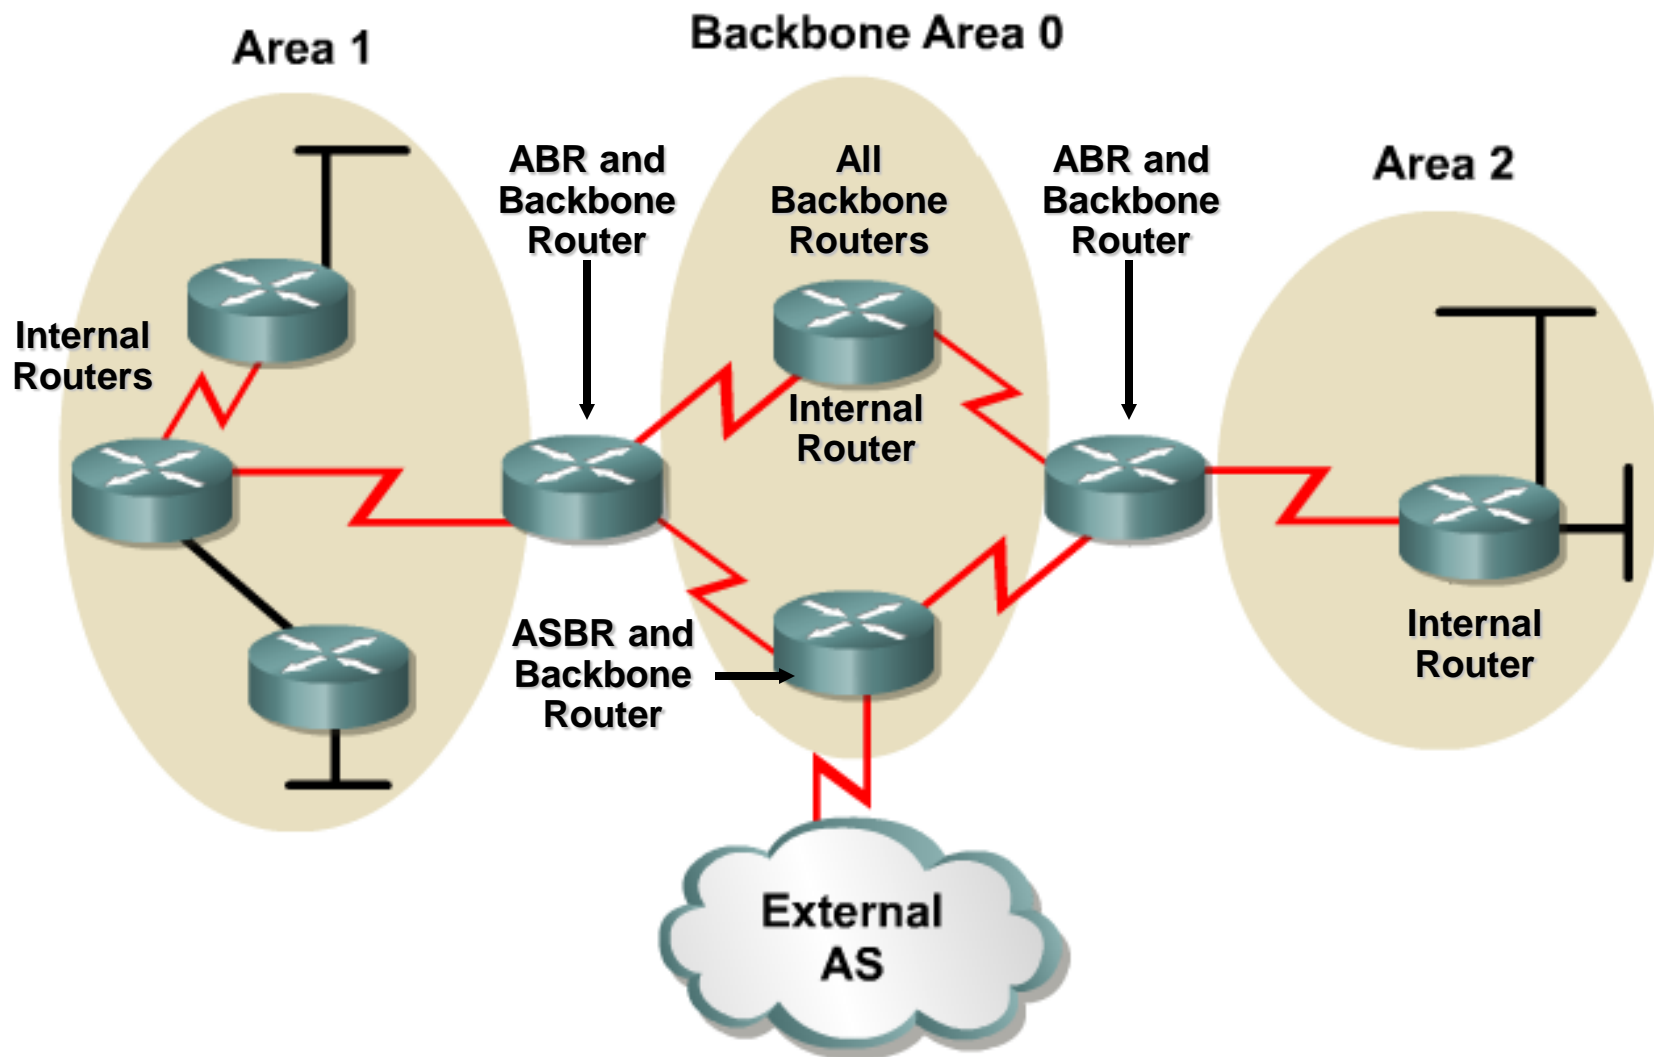 Area 1
Backbone Area 0
ABR and
Backbone
Router
All
Backbone
Routers
ABR and
Backbone
Router
Area 2
Internal
Routers
Internal
Router
ASBR and
Backbone
Router
Internal
Router
External
AS